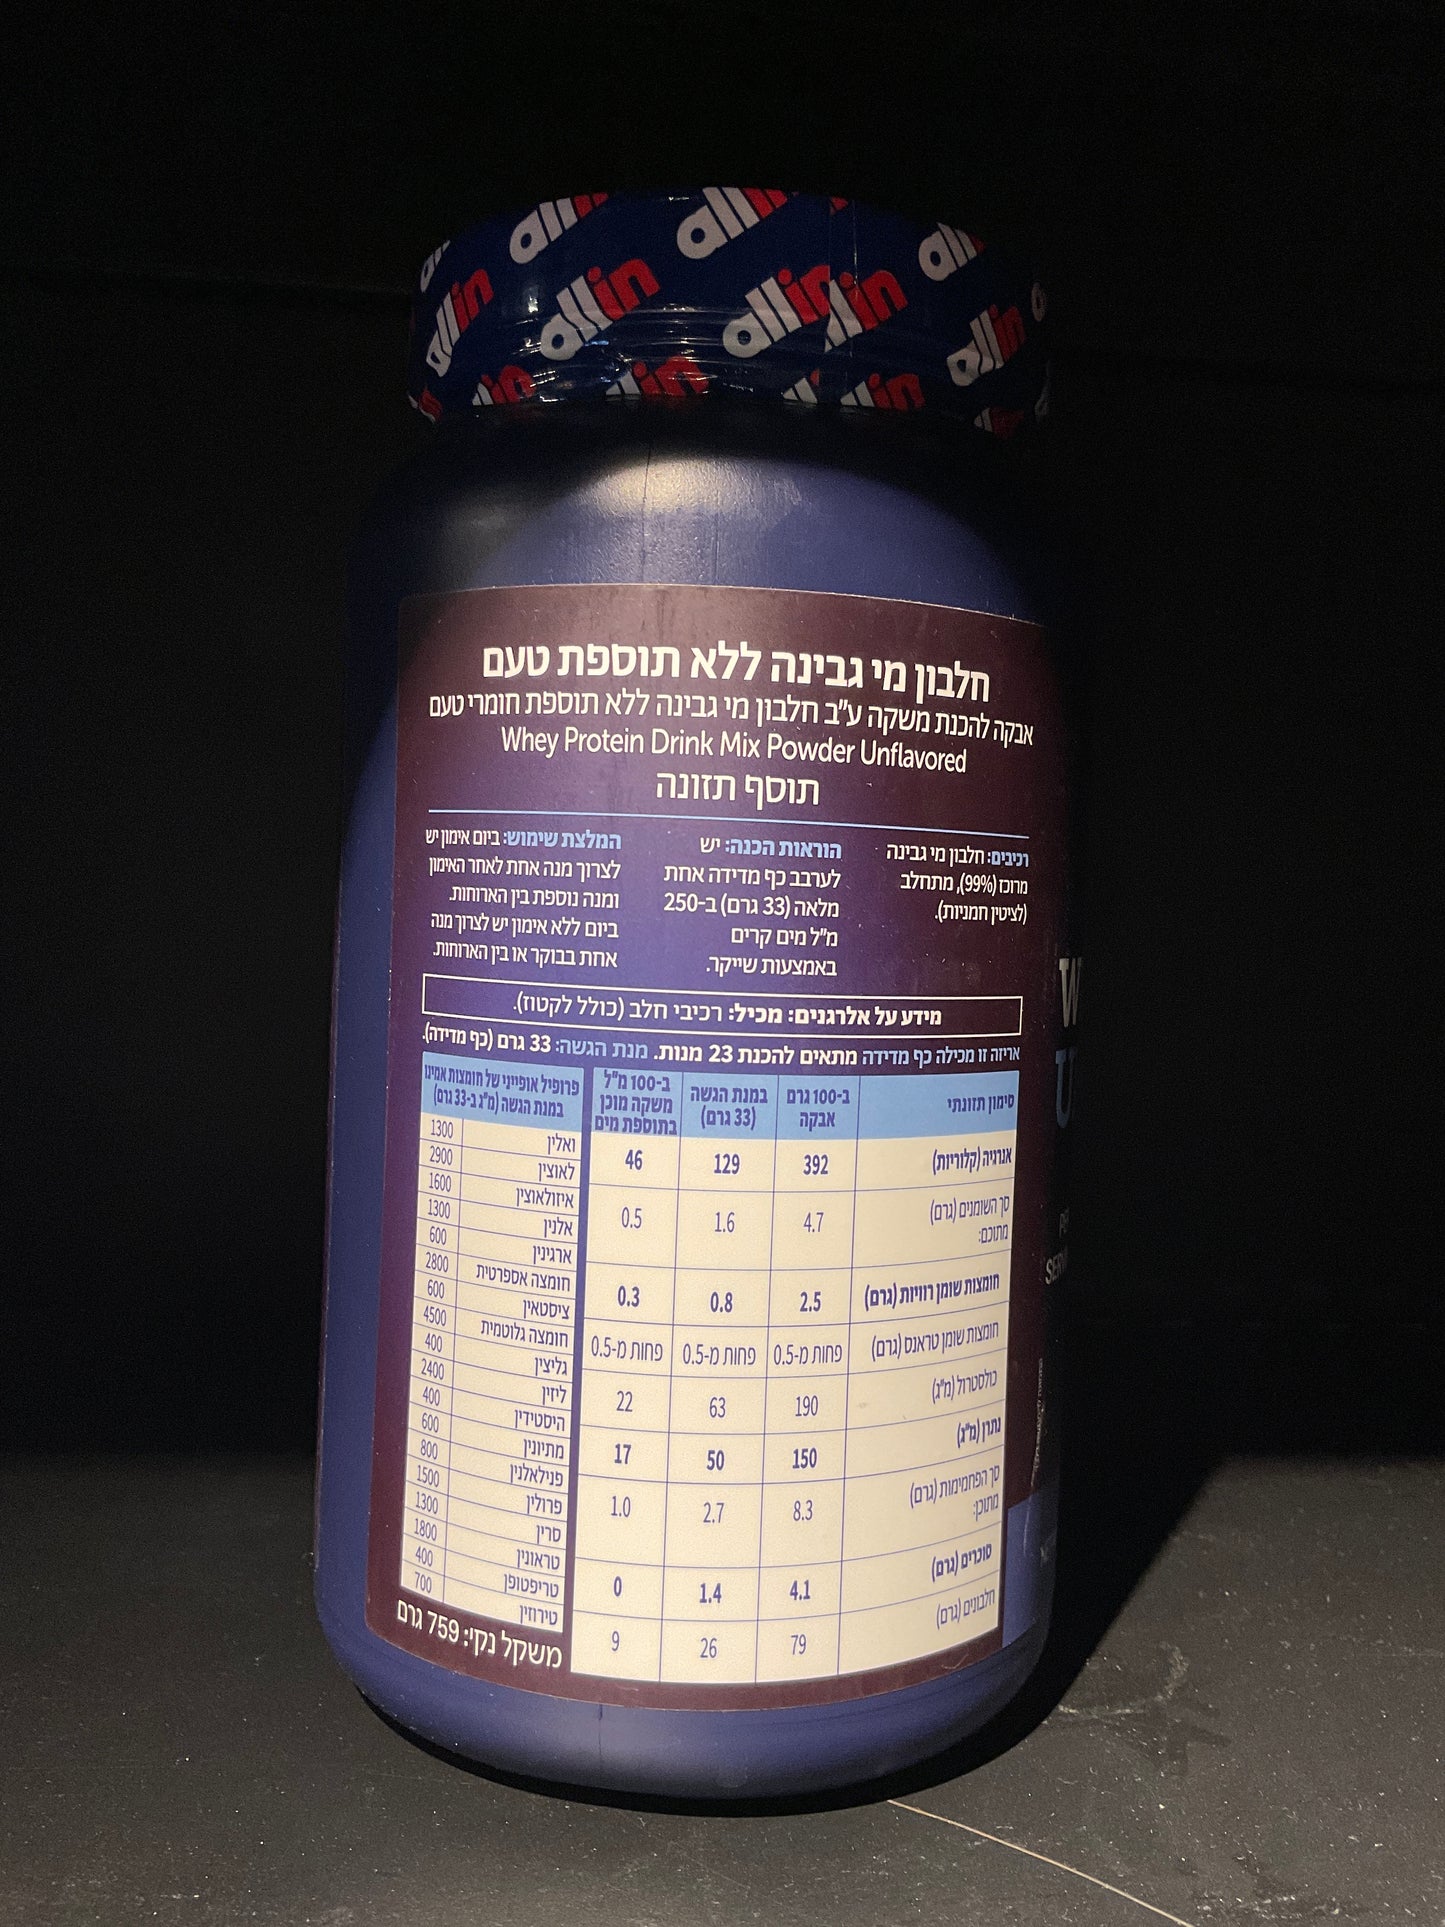 allin
allin
allin
allin
allin
allin
allin
חלבון מי גבינה ללא תוספת טעם
אבקה להכנת משקה ע"ב חלבון מי גבינה ללא תוספת חומרי טעם
Whey Protein Drink Mix Powder Unflavored
תוסף תזונה
רכיבים: חלבון מי גבינה
מרוכז (99%), מתחלב
(לציטין חמניות).
הוראות הכנה: יש
לערבב כף מדידה אחת
מלאה (33 גרם) ב-250
מ"ל מים קרים
באמצעות שייקר.
המלצת שימוש: ביום אימון יש
לצרוך מנה אחת לאחר האימון
ומנה נוספת בין הארוחות.
ביום ללא אימון יש לצרוך מנה
אחת בבוקר או בין הארוחות.
מידע על אלרגנים: מכיל: רכיבי חלב (כולל לקטוז).
אריזה זו מכילה כף מדידה מתאים להכנת 23 מנות. מנת הגשה: 33 גרם (כף מדידה).
סימון תזונתי ב-100 גרם אבקה במנת הגשה (33 גרם) ב-100 מ"ל משקה מוכן בתוספת מים
אנרגיה (קלוריות) 392 129 46
סך השומנים (גרם) 4.7 1.6 0.5
מתוכם:
חומצות שומן רוויות (גרם) 2.5 0.8 0.3
חומצות שומן טראנס (גרם) פחות מ-0.5 פחות מ-0.5 פחות מ-0.5
כולסטרול (מ"ג) 190 63 22
נתרן (מ"ג) 150 50 17
סך הפחמימות (גרם) 8.3 2.7 1.0
מתוכן:
סוכרים (גרם) 4.1 1.4 0
חלבונים (גרם) 79 26 9
פרופיל אופייני של חומצות אמינו
במנת הגשה (מ"ג ב-33 גרם)
ואלין 1300
לאוצין 2900
איזולאוצין 1600
אלנין 1300
ארגינין 600
חומצה אספרטית 2800
ציסטאין 600
חומצה גלוטמית 4500
גליצין 400
ליזין 2400
היסטידין 400
מתיונין 600
פנילאלנין 800
פרולין 1500
סרין 1300
טראונין 1800
טריפטופן 400
טירוזין 700
משקל נקי: 759 גרם